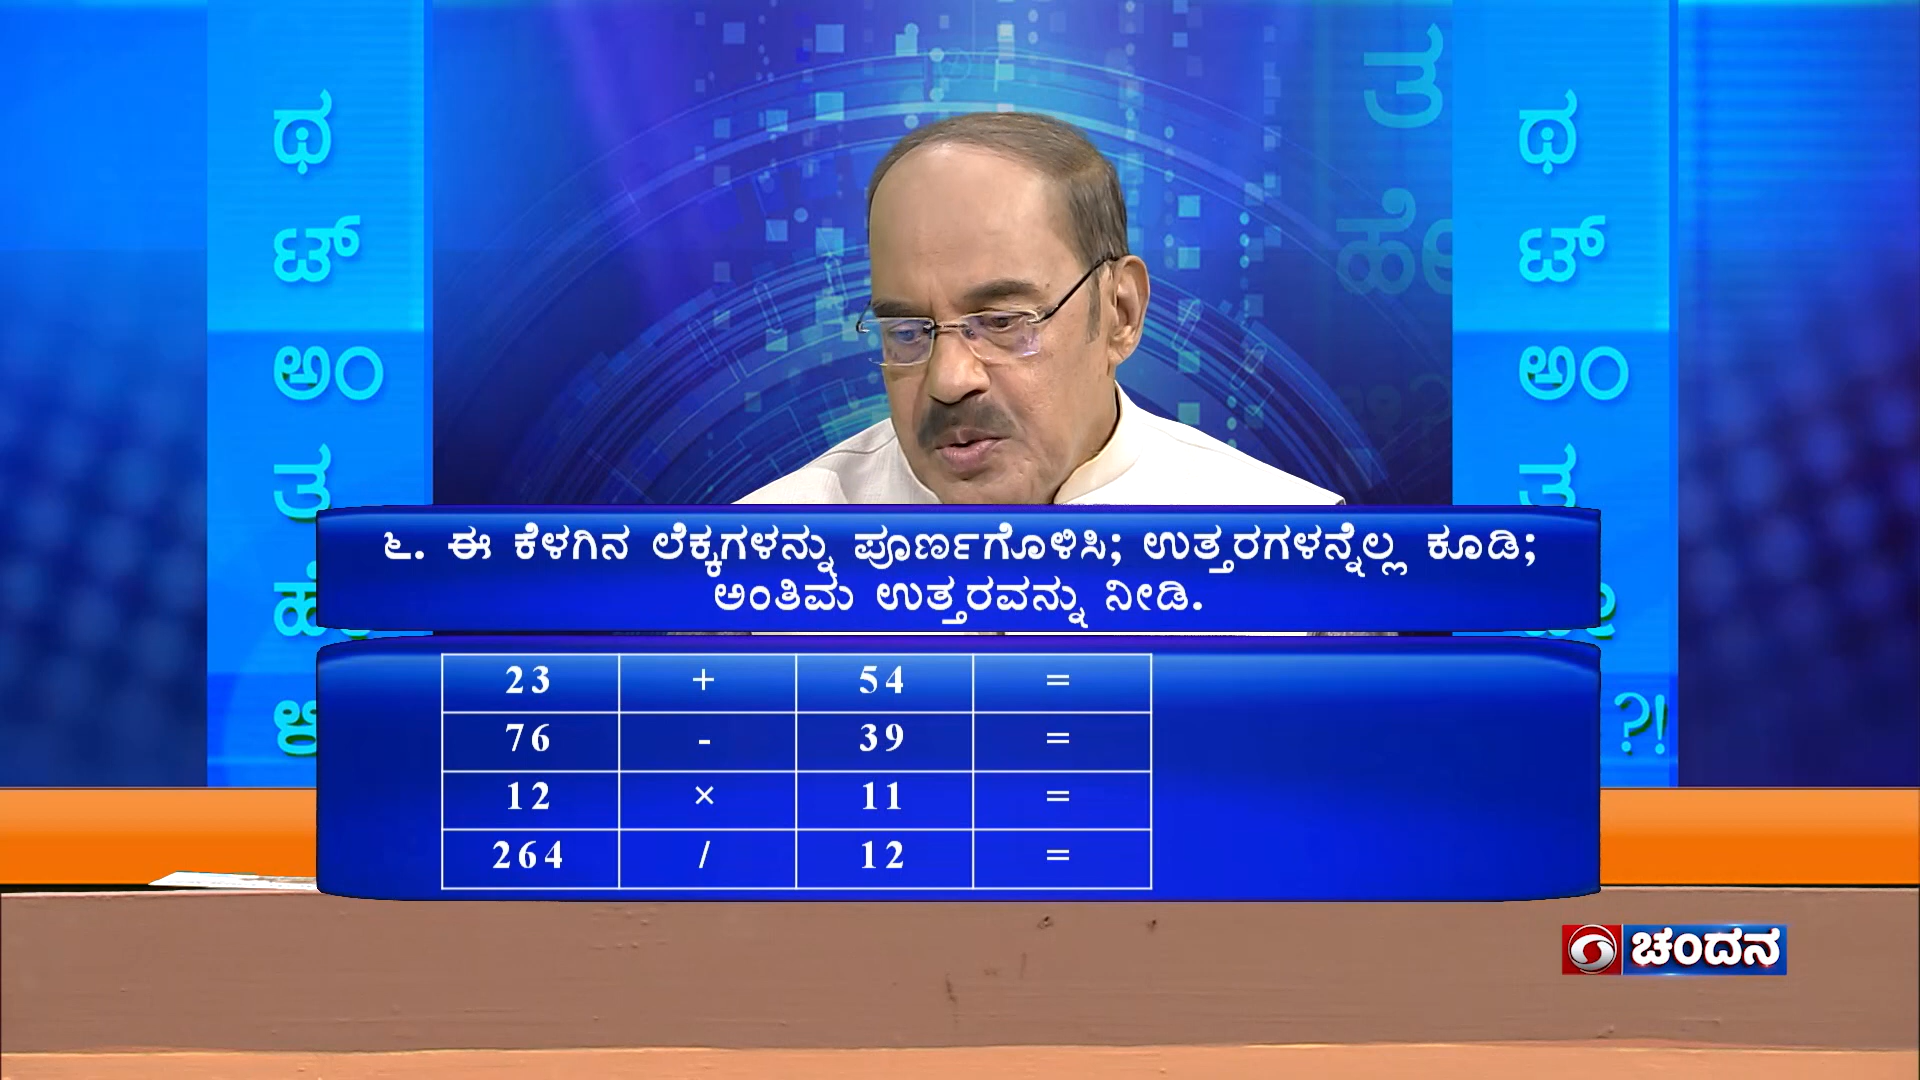 ಥ
ಟ್
ಅಂ
ತ
ಹೇ
ಥ
ಟ್
ಅಂ
ತ
?!
೬. ಈ ಕೆಳಗಿನ ಲೆಕ್ಕಗಳನ್ನು ಪೂರ್ಣಗೊಳಿಸಿ; ಉತ್ತರಗಳನ್ನೆಲ್ಲ ಕೂಡಿ;
ಅಂತಿಮ ಉತ್ತರವನ್ನು ನೀಡಿ.
23 + 54 =
76 - 39 =
12 × 11 =
264 / 12 =
ಚಂದನ